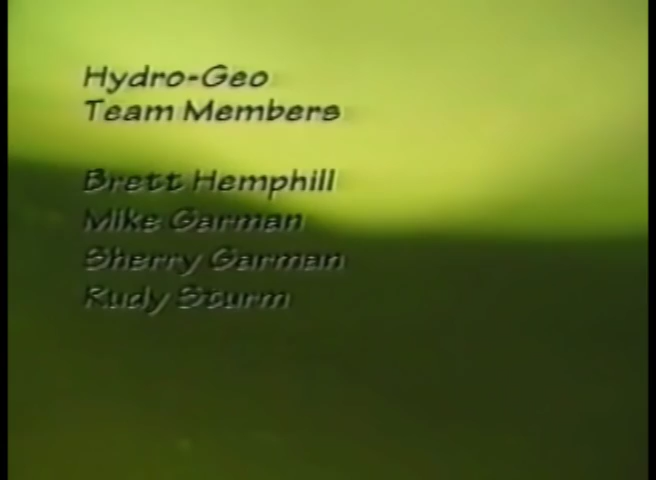 Hydro-Geo
Team Members
Brett Hemphill
Mike Garman
Sherry Garman
Rudy Sturm